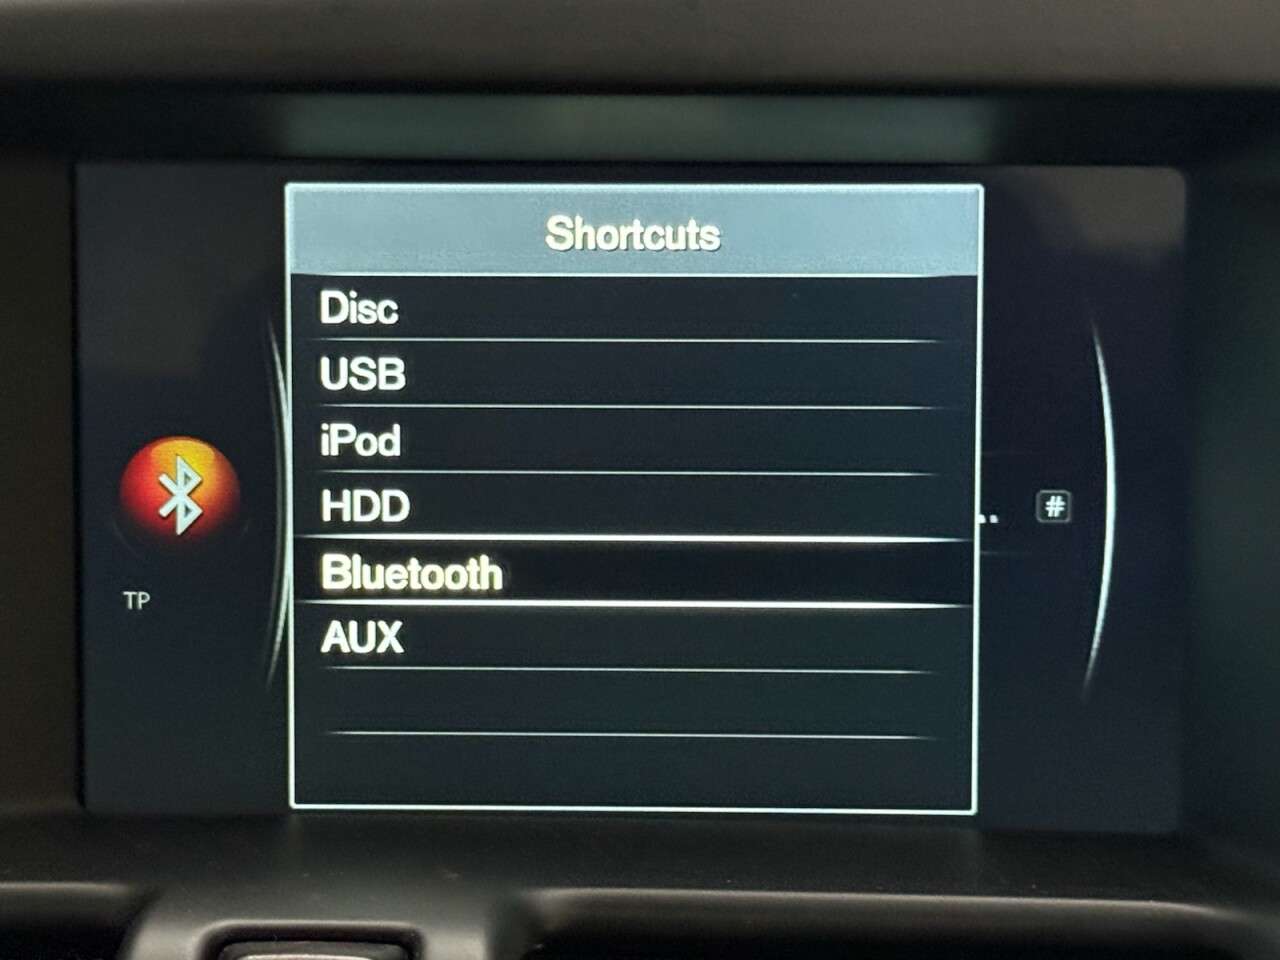 Shortcuts
Disc
USB
iPod
HDD
Bluetooth
AUX
TP
#